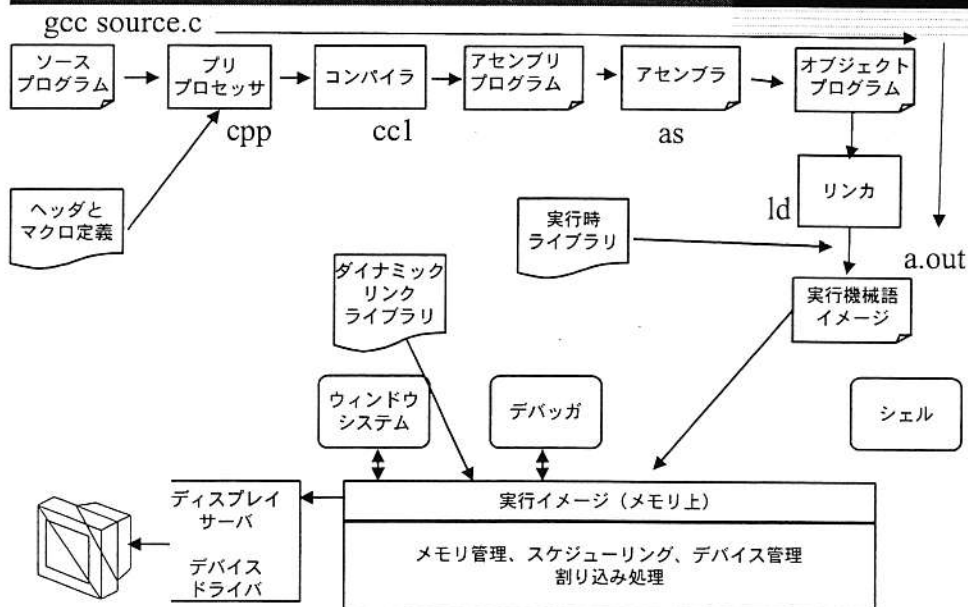 gcc source.c
ソース
プログラム
プリ
プロセッサ
コンパイラ
アセンブリ
プログラム
アセンブラ
オブジェクト
プログラム
cpp
cc1
as
ヘッダと
マクロ定義
リンカ
ld
実行時
ライブラリ
a.out
ダイナミック
リンク
ライブラリ
実行機械語
イメージ
ウィンドウ
システム
デバッガ
シェル
ディスプレイ
サーバ
デバイス
ドライバ
実行イメージ（メモリ上）
メモリ管理、スケジューリング、デバイス管理
割り込み処理